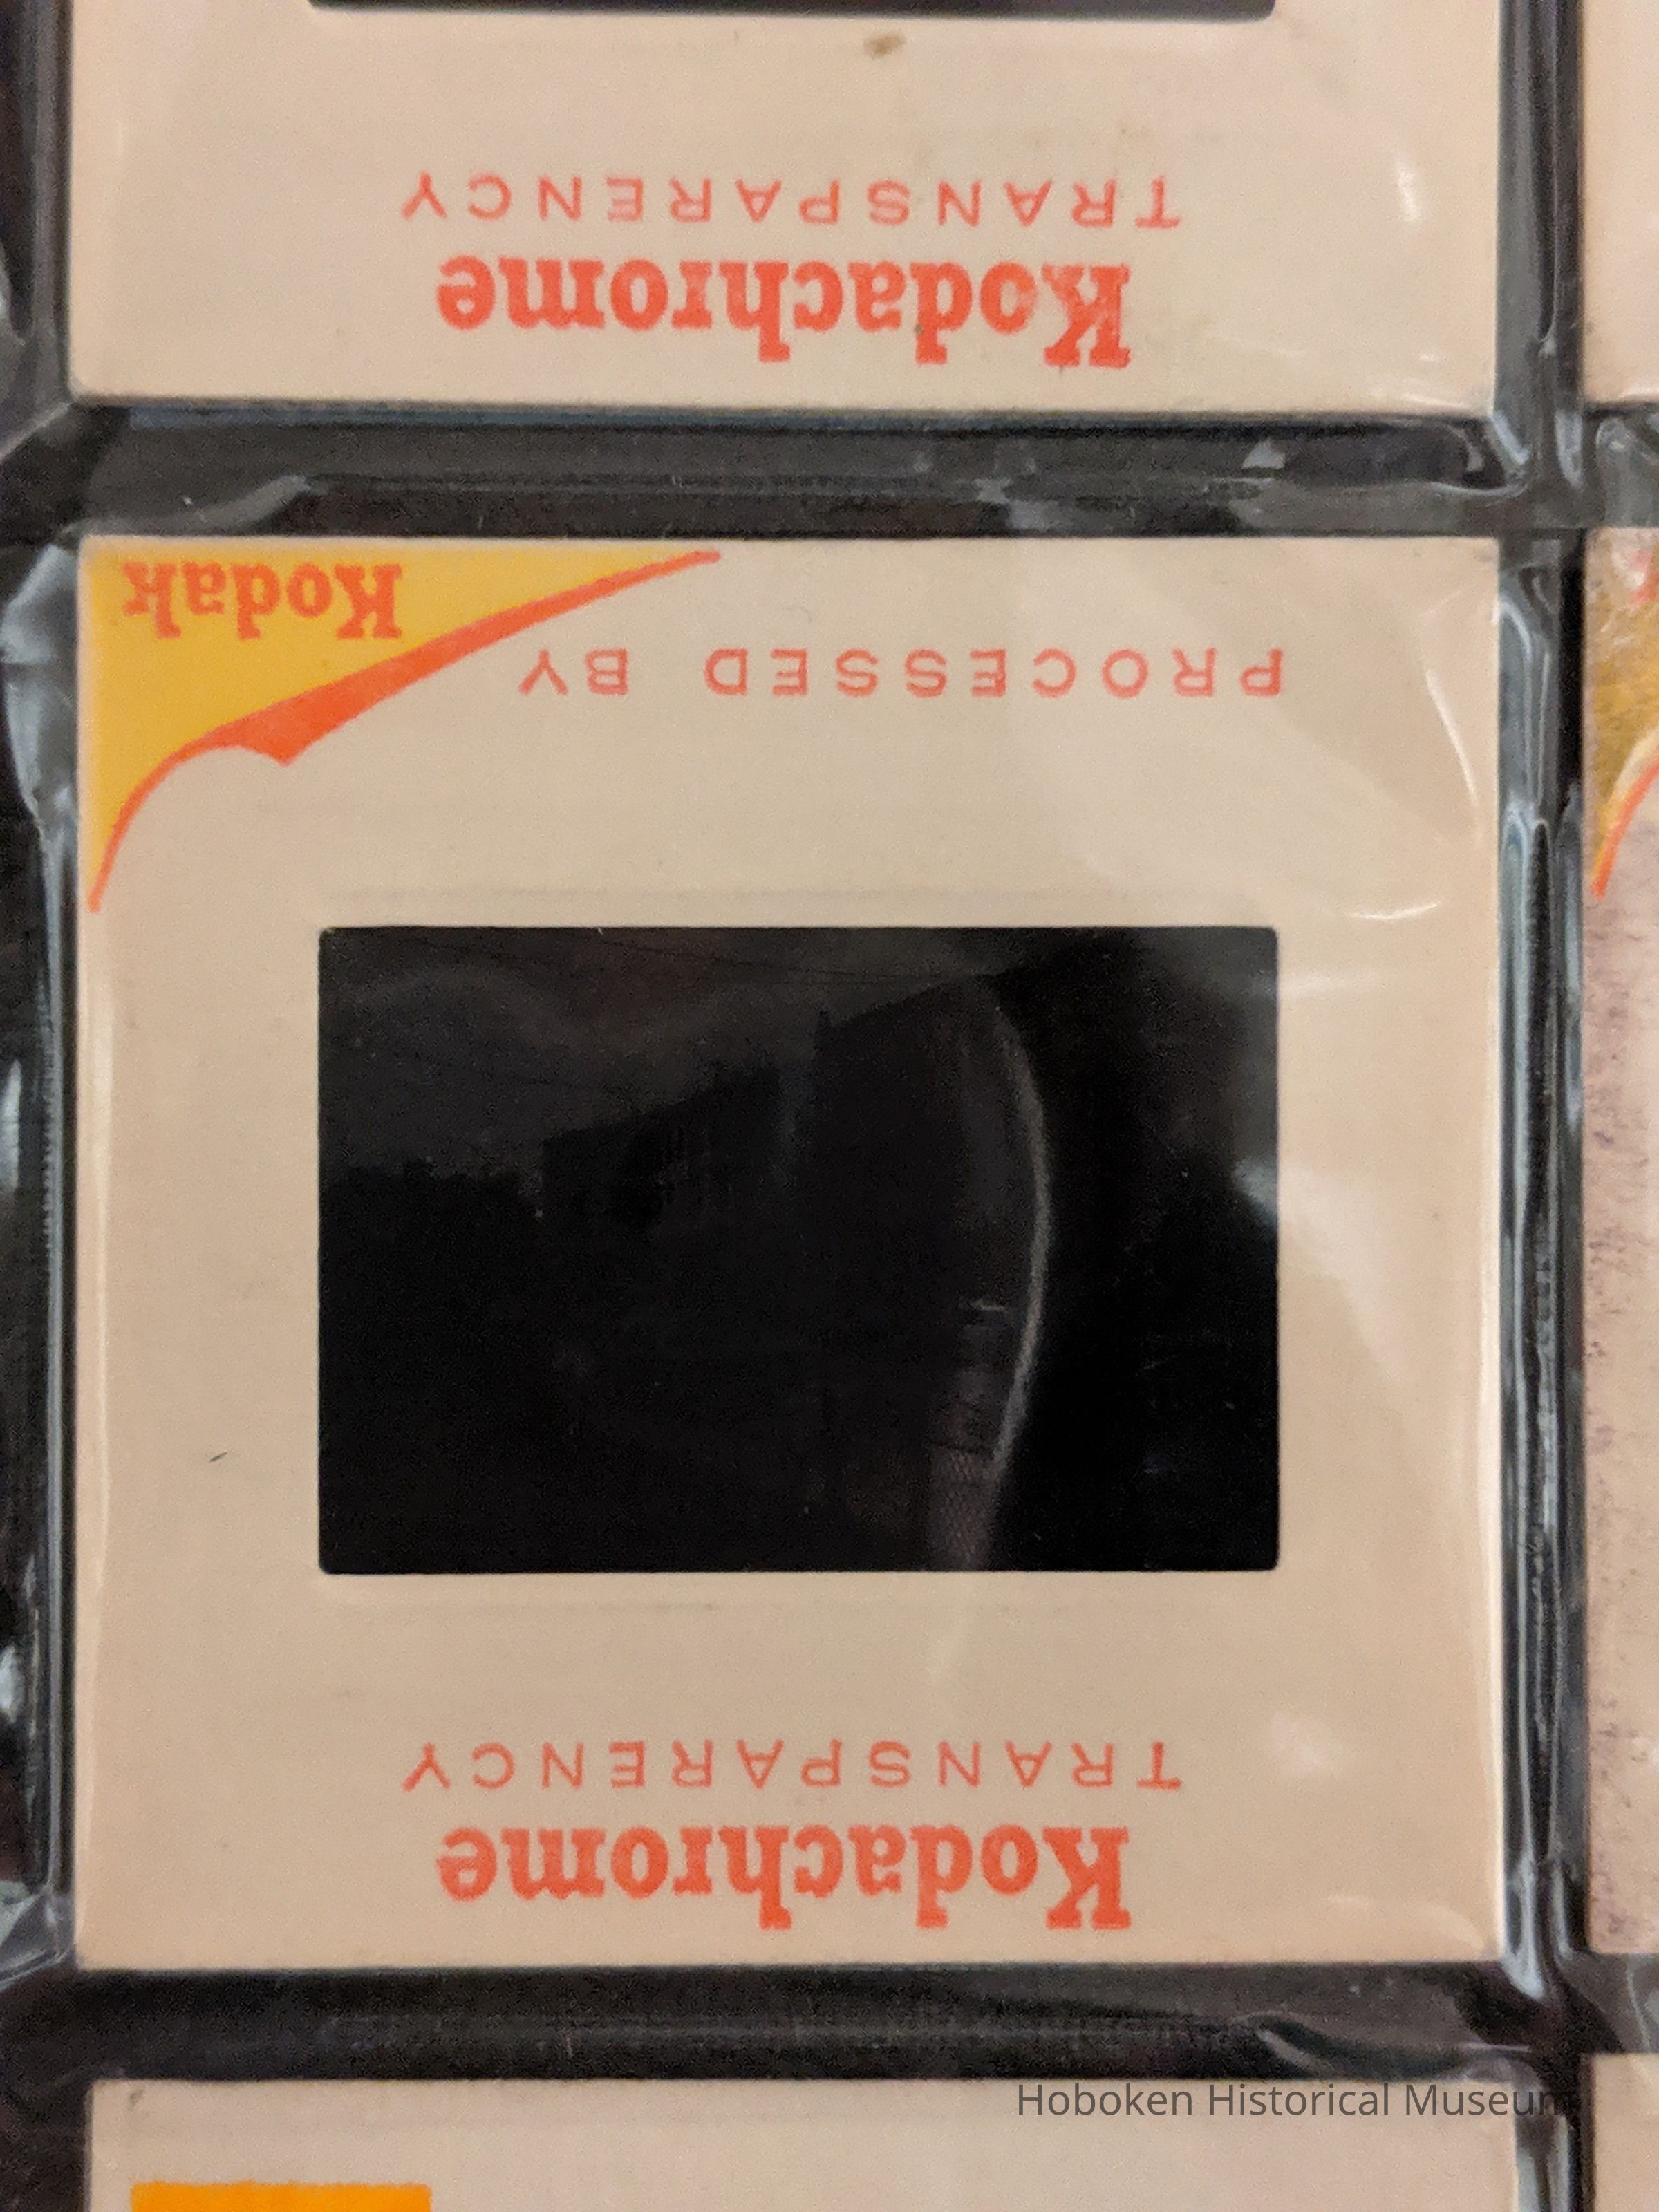 Kodachrome
TRANSPARENCY
Kodachrome
TRANSPARENCY
PROCESSED BY
Kodak
Hoboken Historical Museum